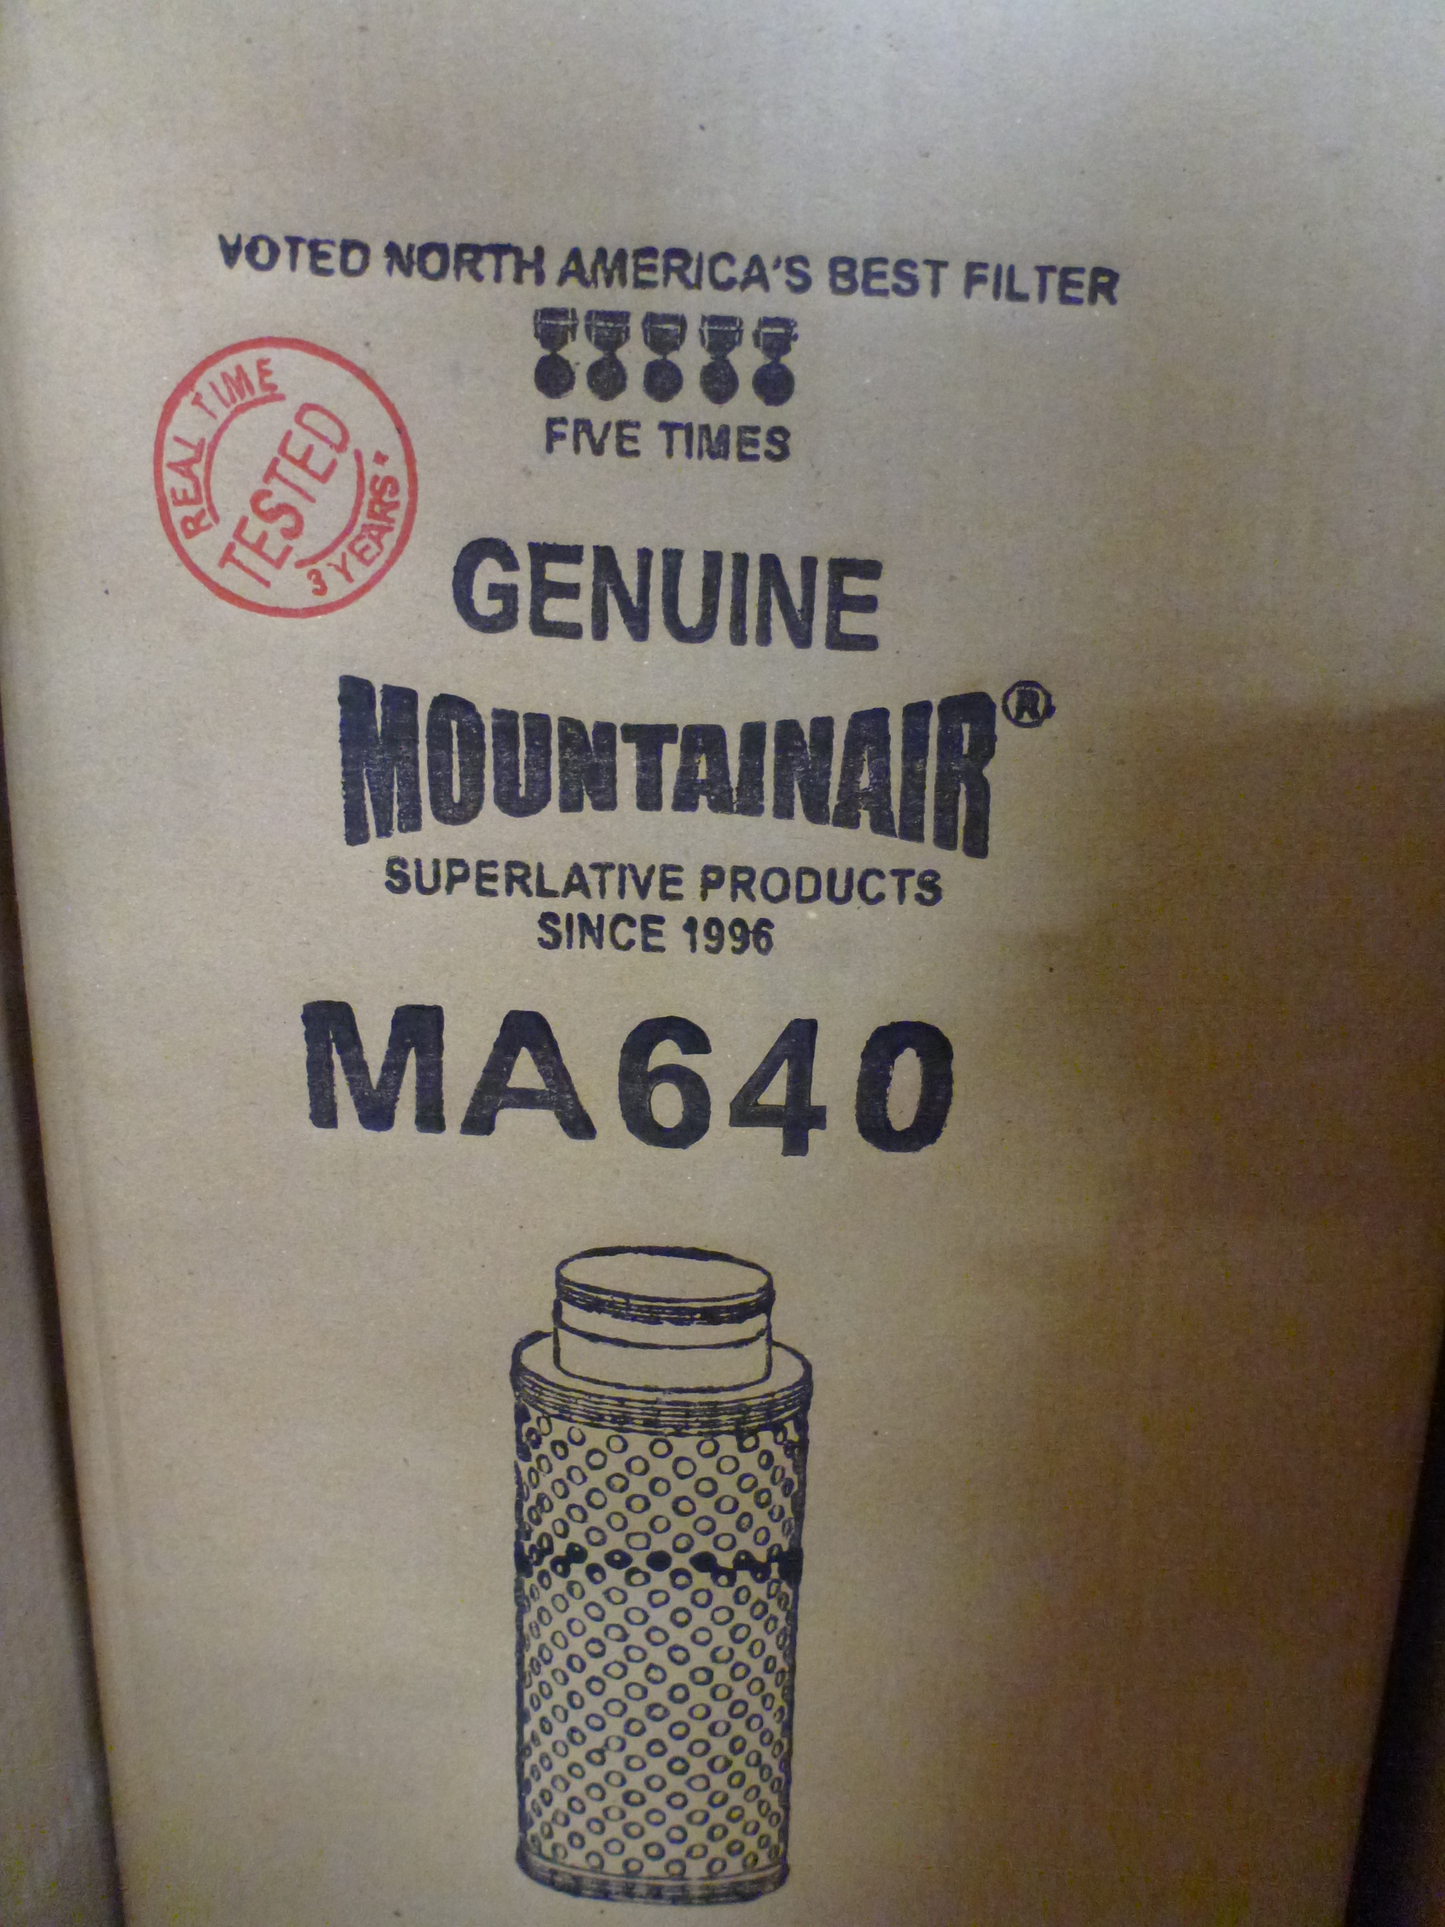 VOTED NORTH AMERICA'S BEST FILTER
FIVE TIMES
REAL TIME
TESTED
3 YEARS*
GENUINE
MOUNTAINAIR®
SUPERLATIVE PRODUCTS
SINCE 1996
MA640